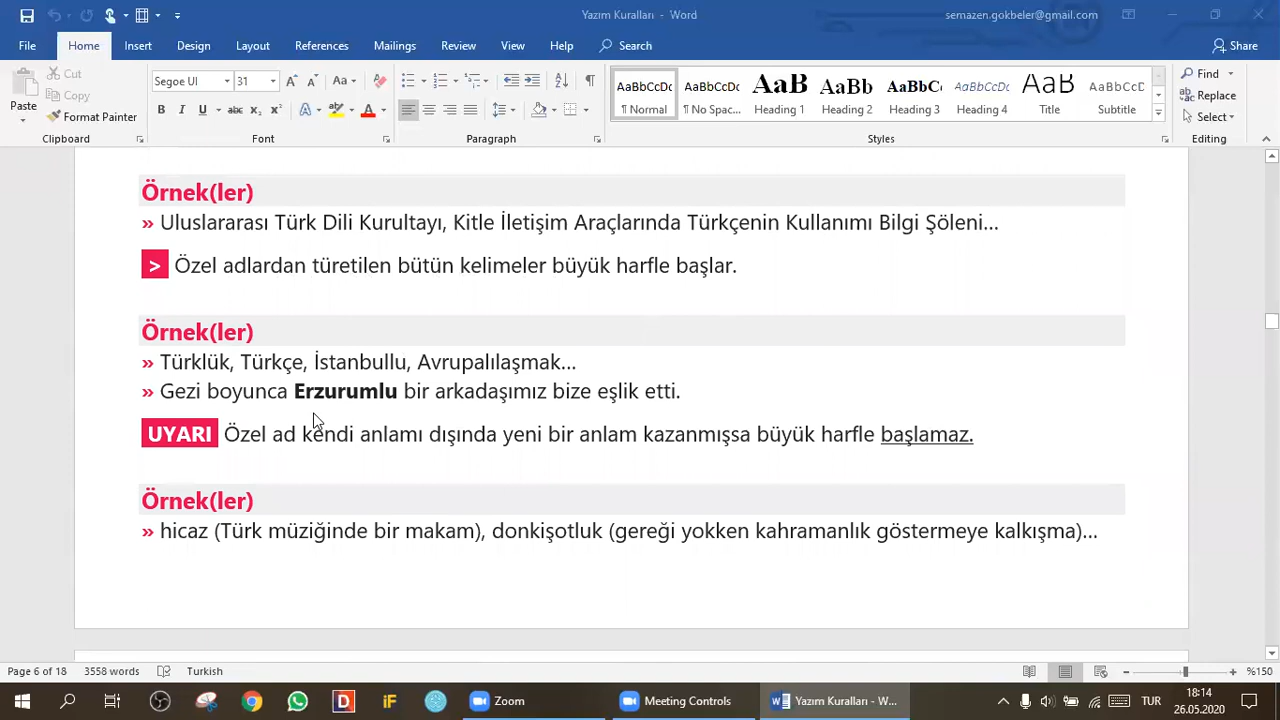 Yazım Kuralları - Word
semazen.gokbeler@gmail.com
File Home Insert Design Layout References Mailings Review View Help Search Share
Paste
Cut
Copy
Format Painter
Segoe UI 31
Clipboard Font Paragraph Styles Editing
AaBbCcDc AaBbCcDc AaB AaBb AaBbC AaBbCcD AaB AaBbCcD
¶ Normal ¶ No Spac... Heading 1 Heading 2 Heading 3 Heading 4 Title Subtitle
Find
Replace
Select
Örnek(ler)
» Uluslararası Türk Dili Kurultayı, Kitle İletişim Araçlarında Türkçenin Kullanımı Bilgi Şöleni...
> Özel adlardan türetilen bütün kelimeler büyük harfle başlar.
Örnek(ler)
» Türklük, Türkçe, İstanbullu, Avrupalılaşmak...
» Gezi boyunca Erzurumlu bir arkadaşımız bize eşlik etti.
UYARI Özel ad kendi anlamı dışında yeni bir anlam kazanmışsa büyük harfle başlamaz.
Örnek(ler)
» hicaz (Türk müziğinde bir makam), donkişotluk (gereği yokken kahramanlık göstermeye kalkışma)...
Page 6 of 18 3558 words Turkish %150
Zoom Meeting Controls Yazım Kuralları - W... TUR 18:14
26.05.2020